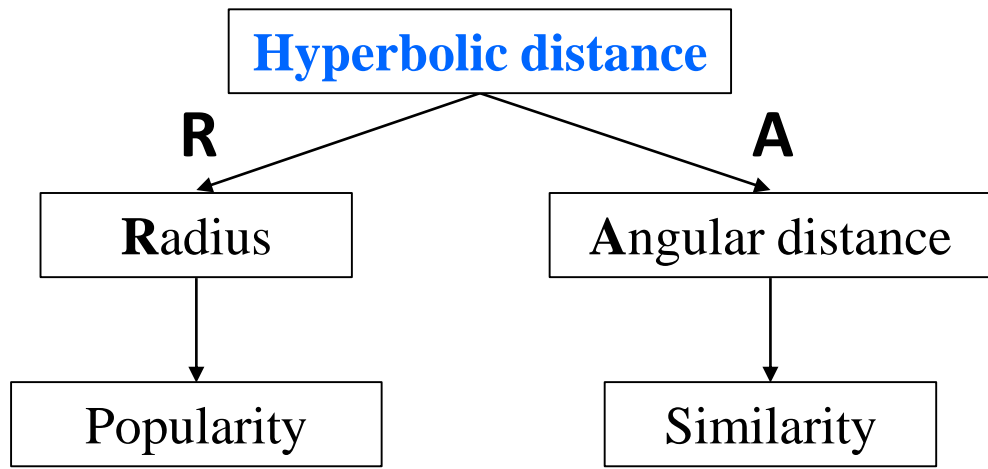 Hyperbolic distance
R
A
Radius
Angular distance
Popularity
Similarity